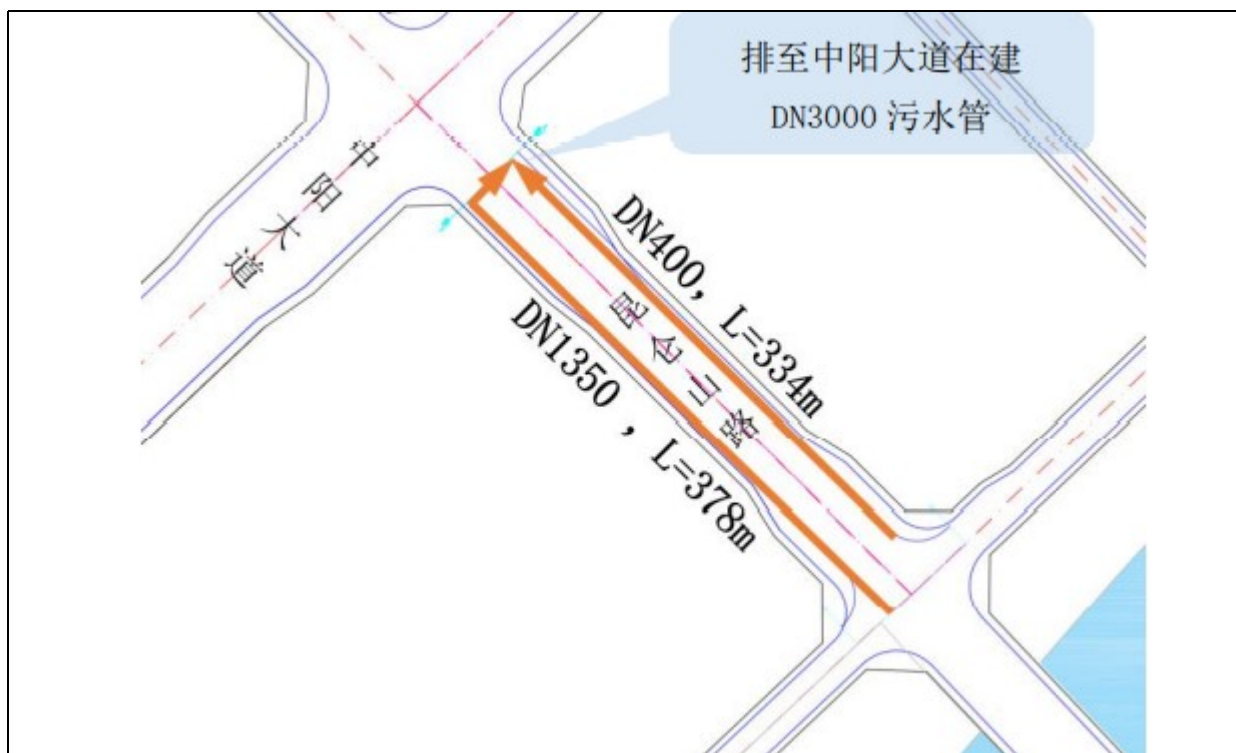 排至中阳大道在建
DN3000 污水管
中阳大道
DN400, L=334m
昆仑三路
DN1350 , L=378m